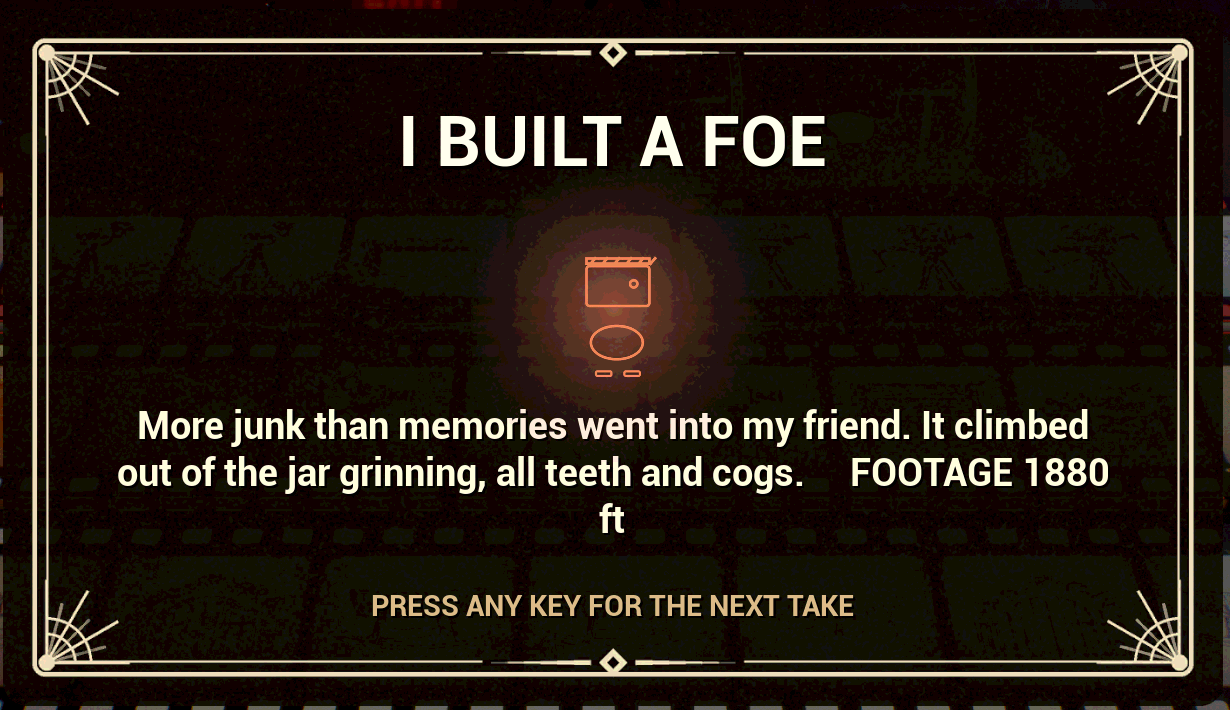 I BUILT A FOE
More junk than memories went into my friend. It climbed
out of the jar grinning, all teeth and cogs. FOOTAGE 1880
ft
PRESS ANY KEY FOR THE NEXT TAKE